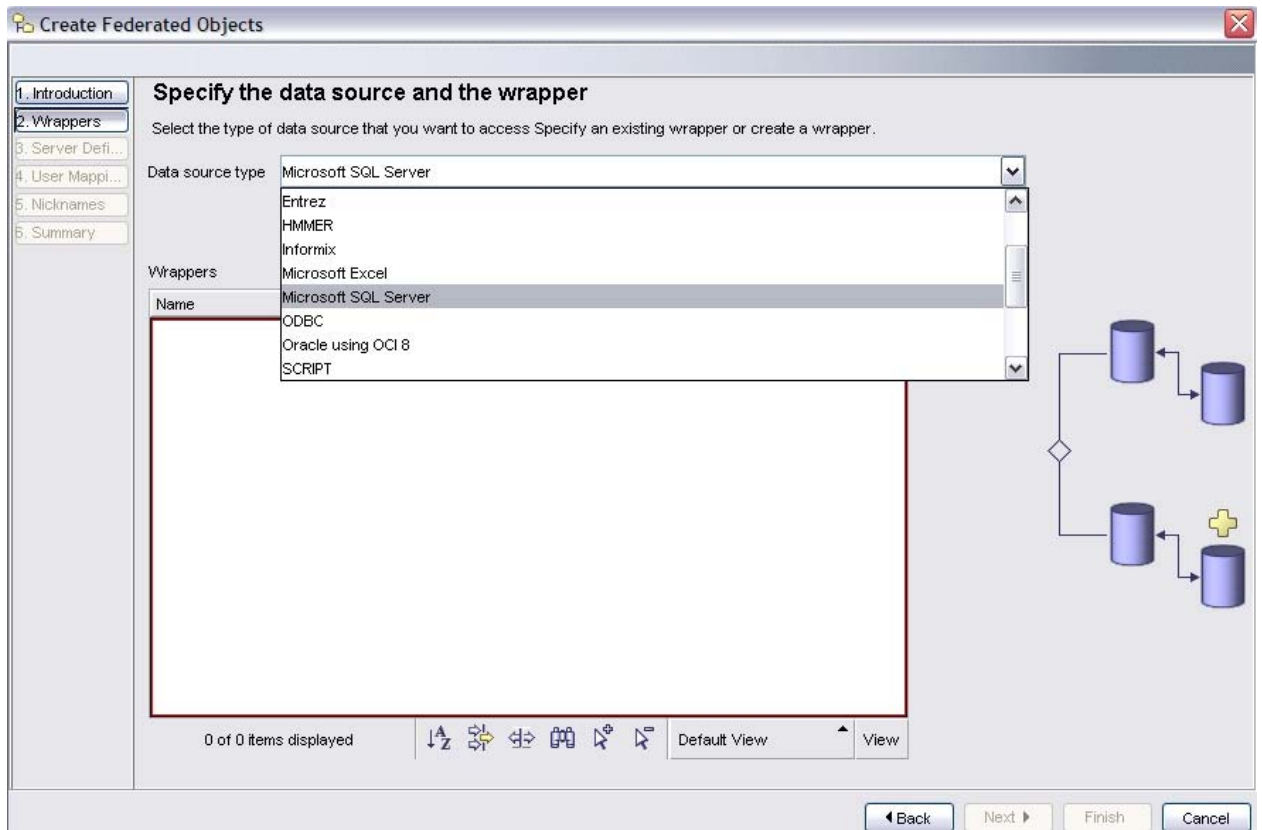 Create Federated Objects
1. Introduction
2. Wrappers
3. Server Defi...
4. User Mappi...
5. Nicknames
6. Summary
Specify the data source and the wrapper
Select the type of data source that you want to access Specify an existing wrapper or create a wrapper.
Data source type Microsoft SQL Server
Entrez
HMMER
Informix
Microsoft Excel
Microsoft SQL Server
ODBC
Oracle using OCI 8
SCRIPT
Wrappers
Name
0 of 0 items displayed
Default View
View
Back
Next
Finish
Cancel